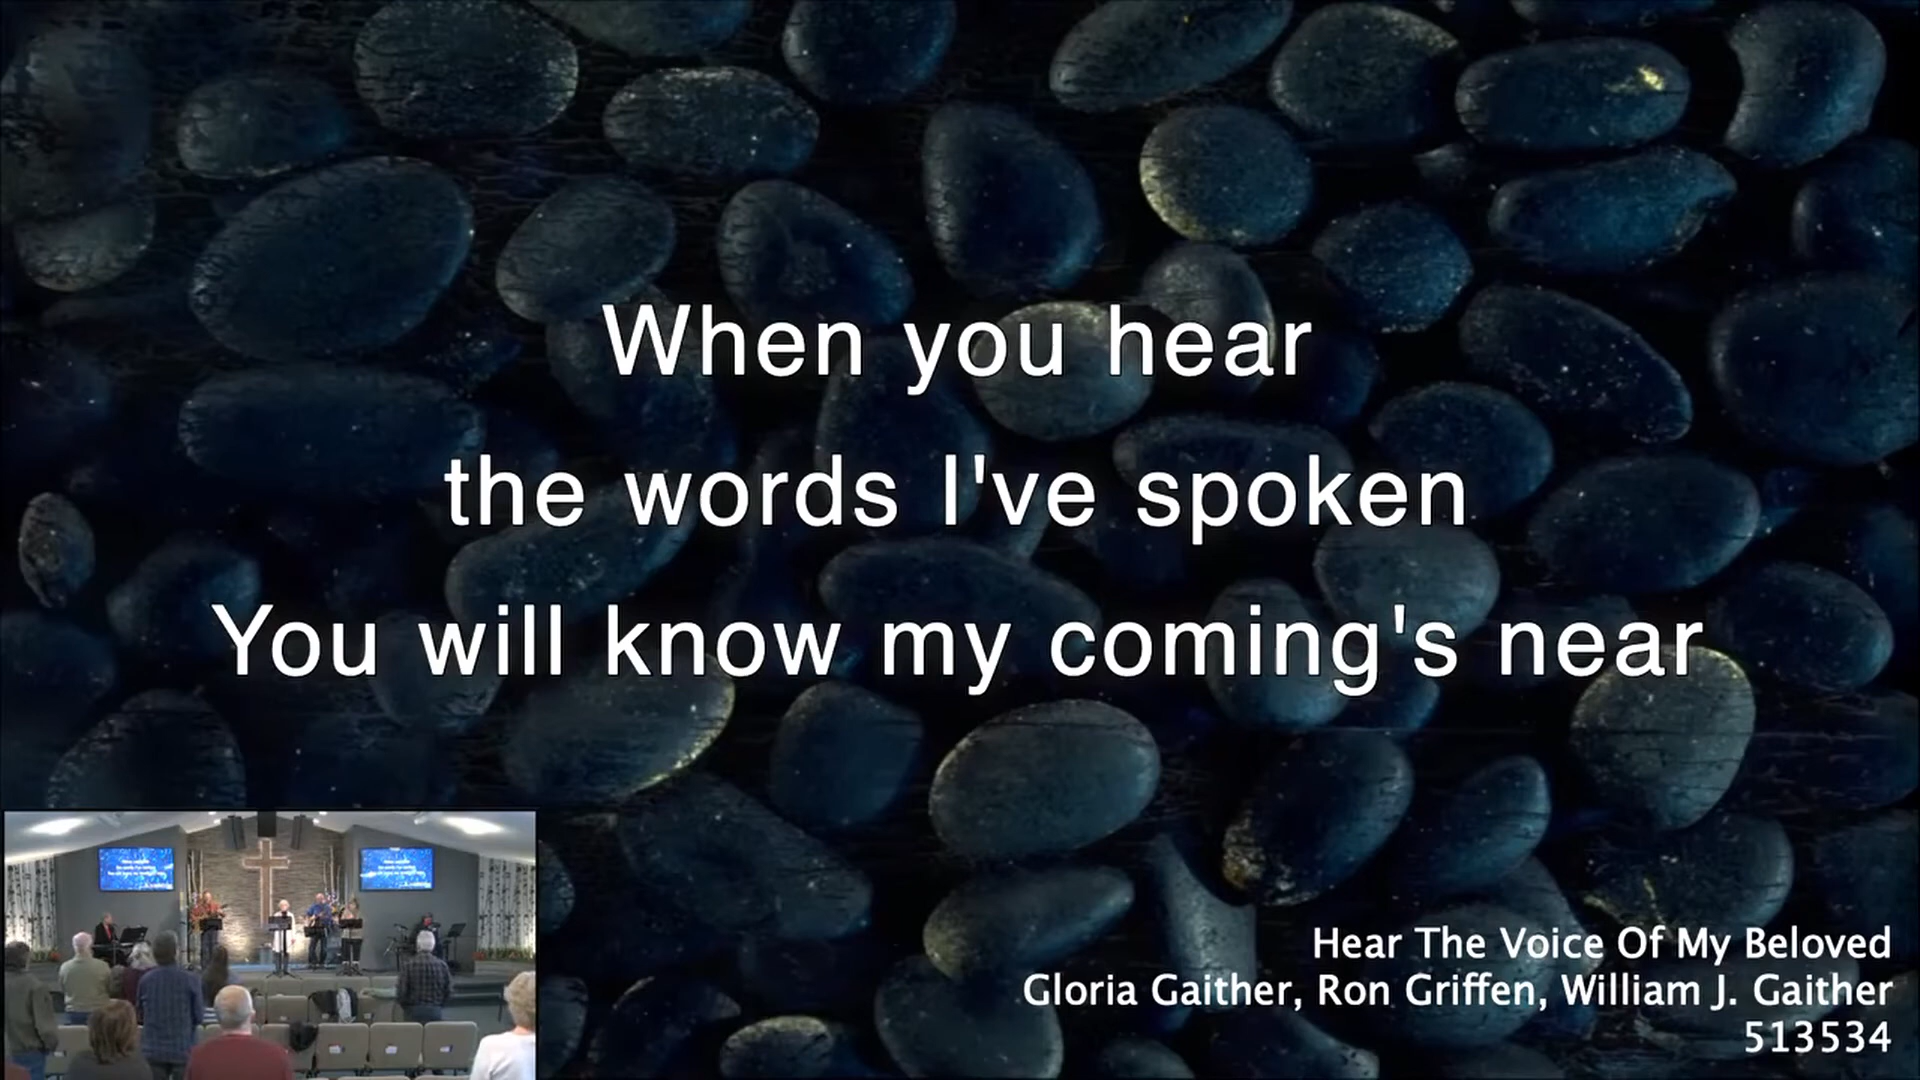 When you hear
the words I've spoken
You will know my coming's near
Hear The Voice Of My Beloved
Gloria Gaither, Ron Griffen, William J. Gaither
513534